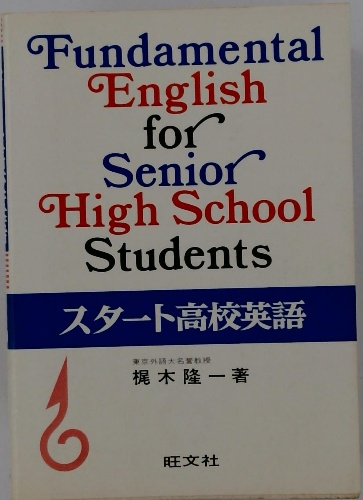 Fundamental
English
for
Senior
High School
Students
スタート高校英語
東京外語大名誉教授
梶木隆一著
旺文社